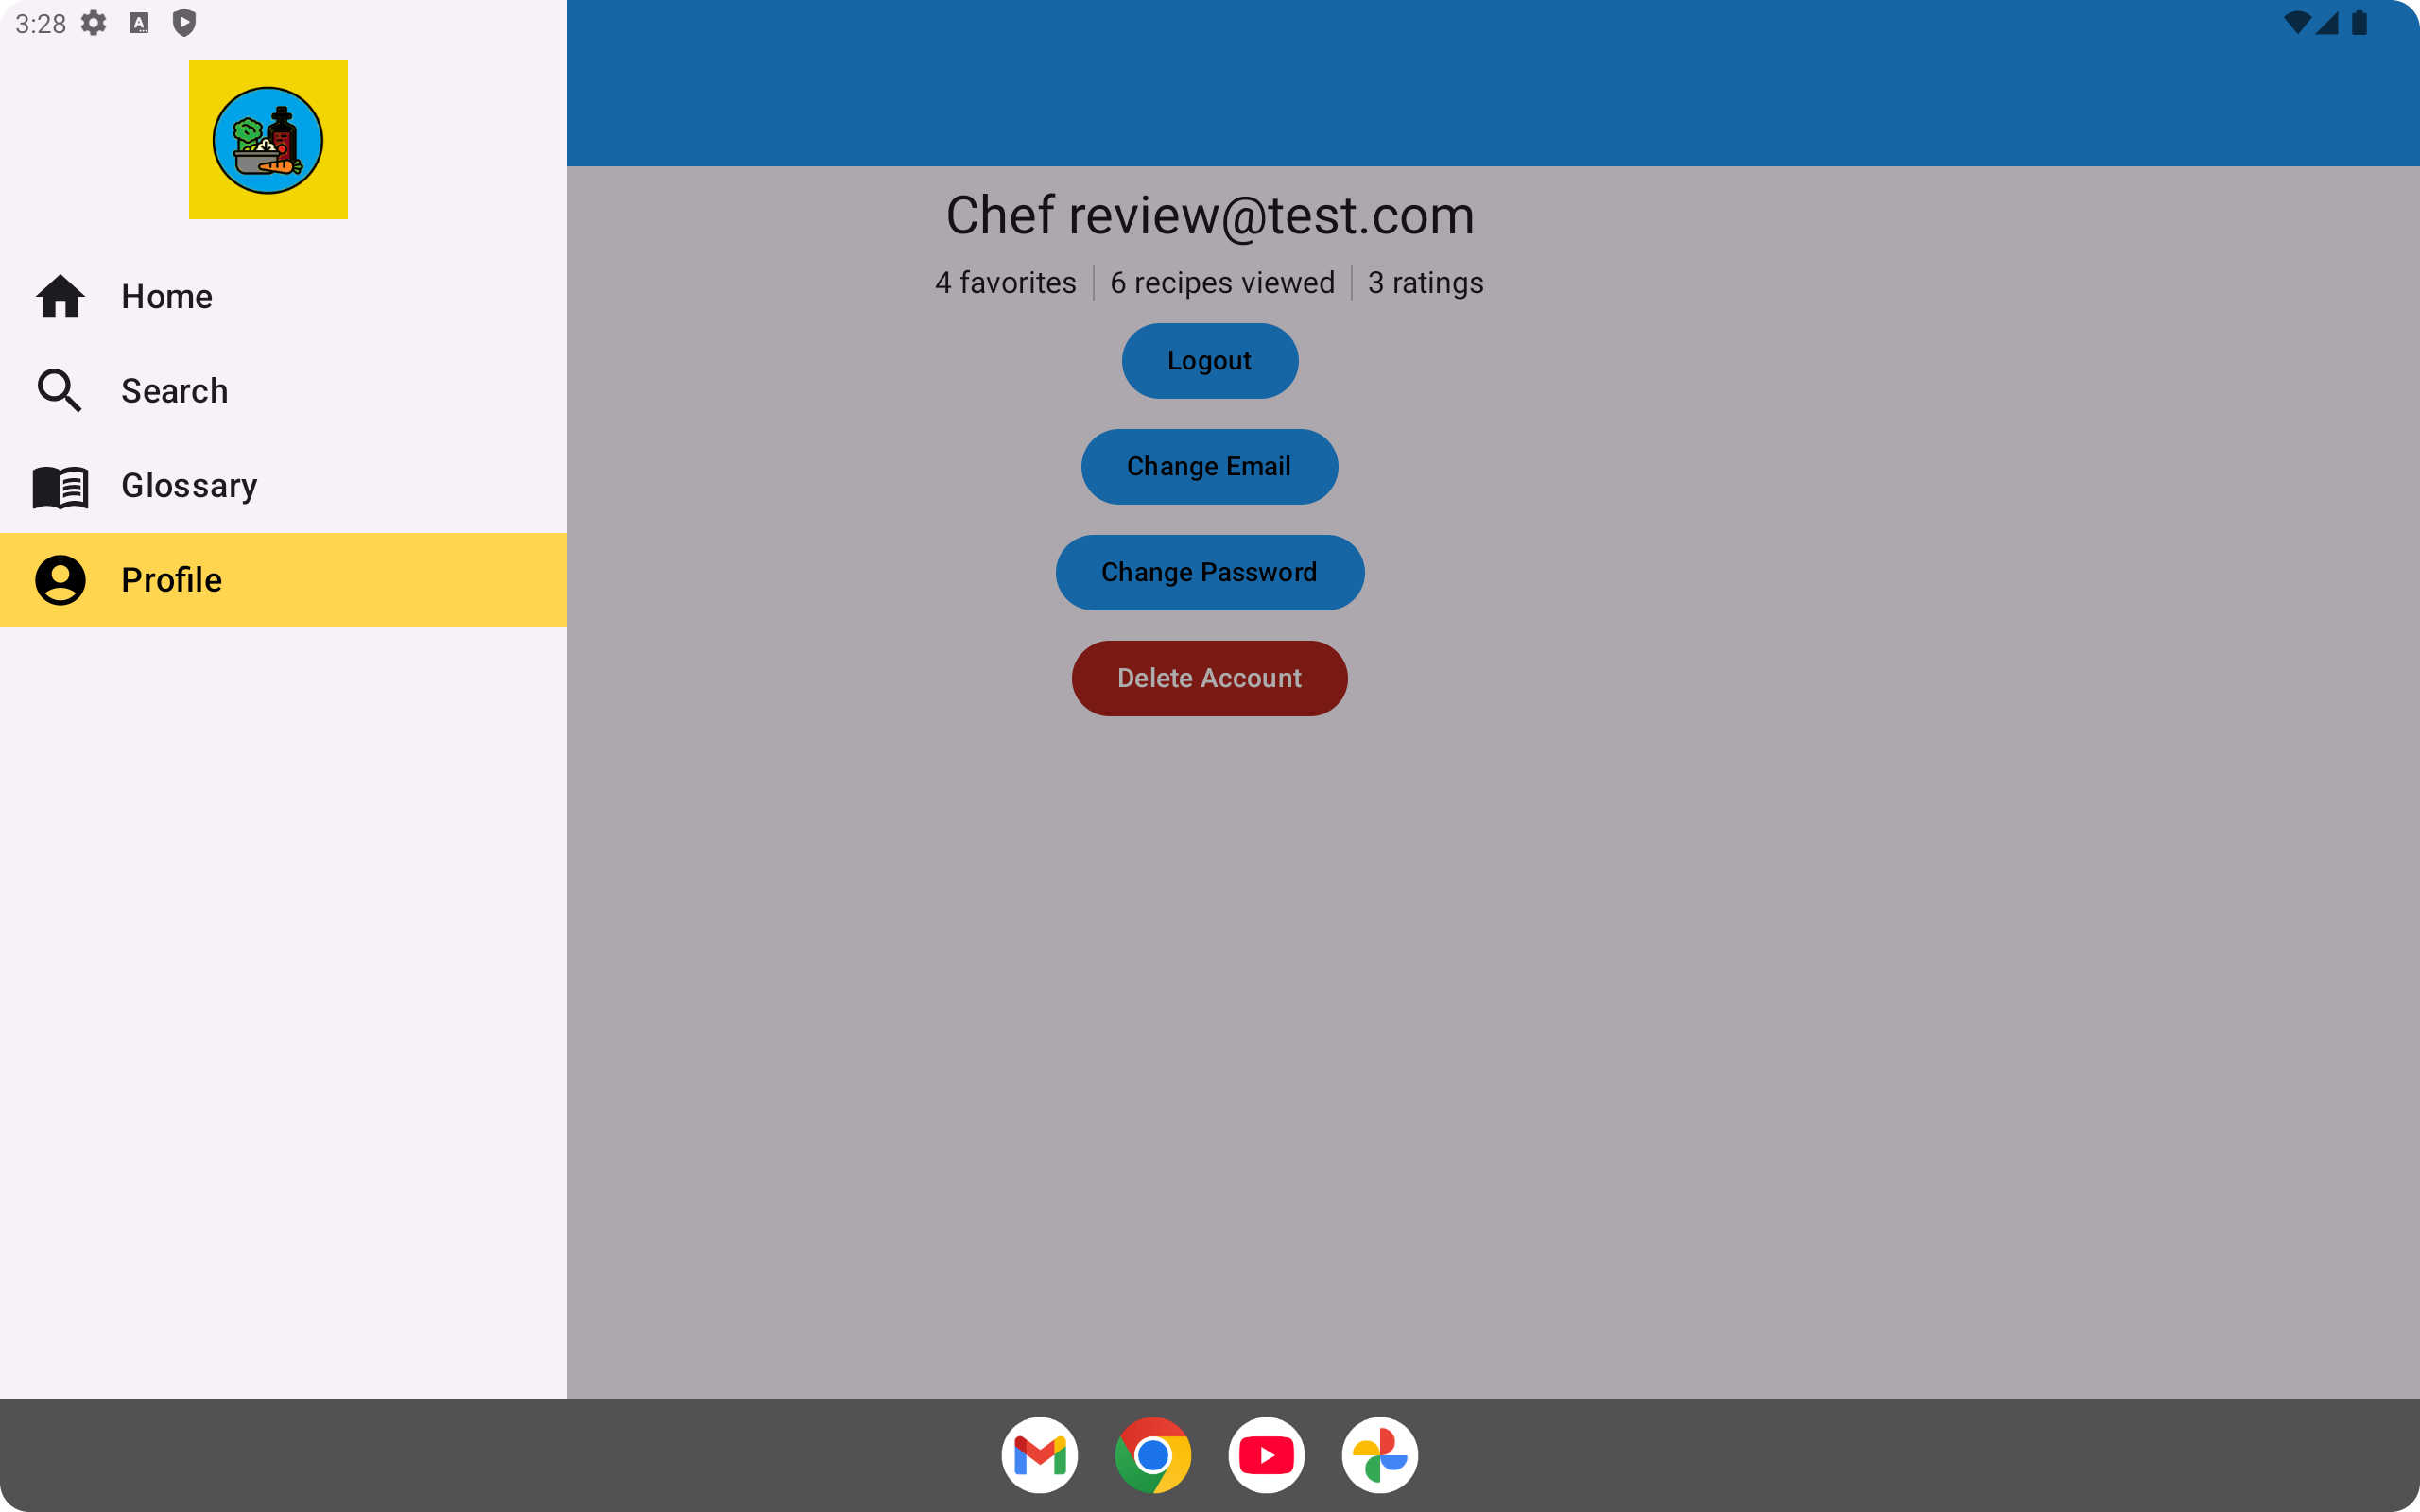 3:28
Home
Search
Glossary
Profile
Chef review@test.com
4 favorites 6 recipes viewed 3 ratings
Logout
Change Email
Change Password
Delete Account